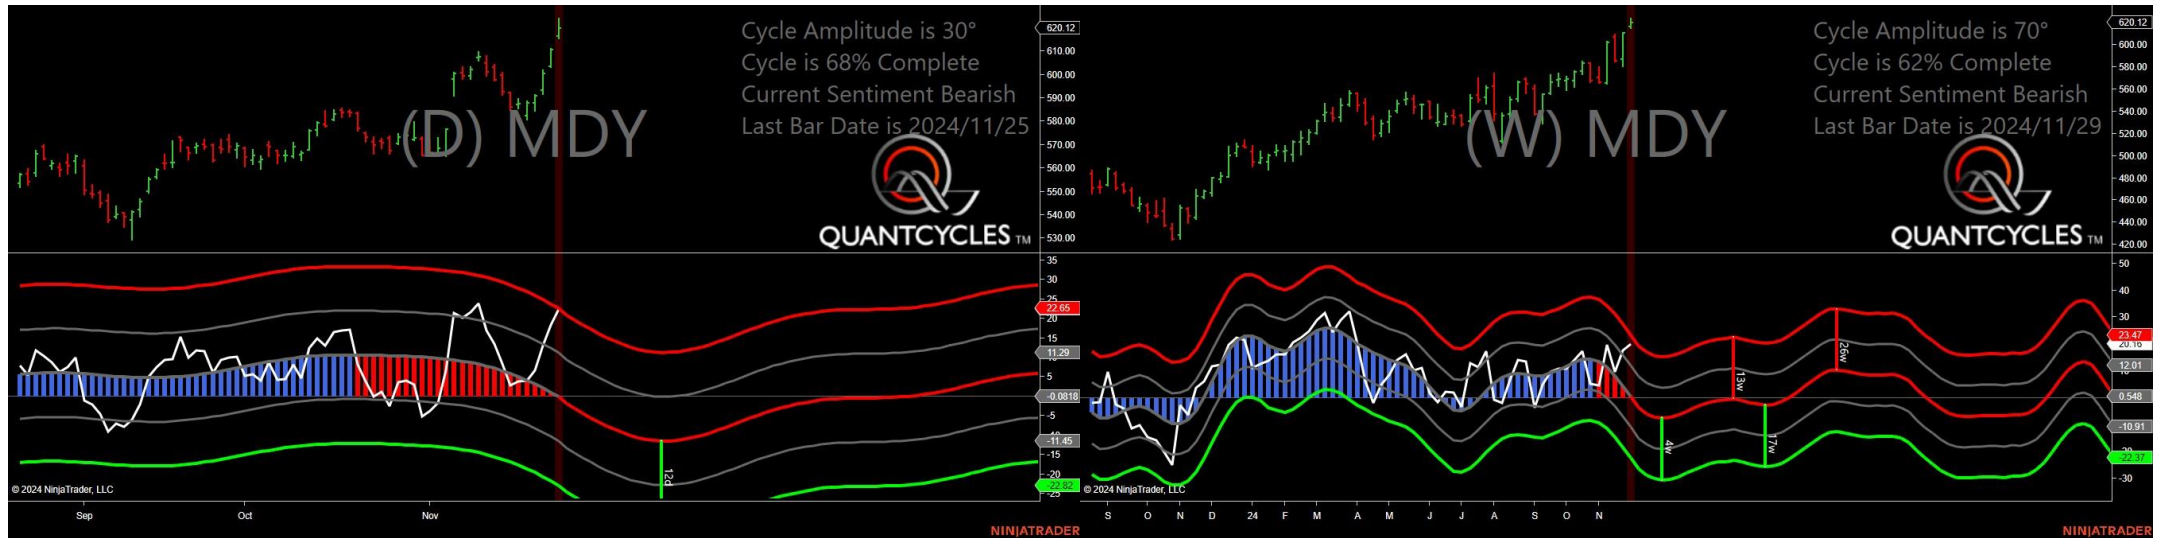 Cycle Amplitude is 30°
Cycle is 68% Complete
Current Sentiment Bearish
Last Bar Date is 2024/11/25
(D) MDY
QUANTCYCLES TM
620.12
610.00
600.00
590.00
580.00
570.00
560.00
550.00
540.00
530.00
35
30
25
22.65
20
15
11.29
5
-0.0818
-5
-11.45
-15
-20
-22.82
-25
12d
© 2024 NinjaTrader, LLC
Sep
Oct
Nov
NINJATRADER
Cycle Amplitude is 70°
Cycle is 62% Complete
Current Sentiment Bearish
Last Bar Date is 2024/11/29
(W) MDY
QUANTCYCLES TM
620.12
600.00
580.00
560.00
540.00
520.00
500.00
480.00
460.00
440.00
420.00
50
40
30
23.47
20.16
12.01
0.548
-10.91
-22.37
-30
13w
26w
4w
17w
© 2024 NinjaTrader, LLC
S O N D 24 F M A M J J A S O N
NINJATRADER